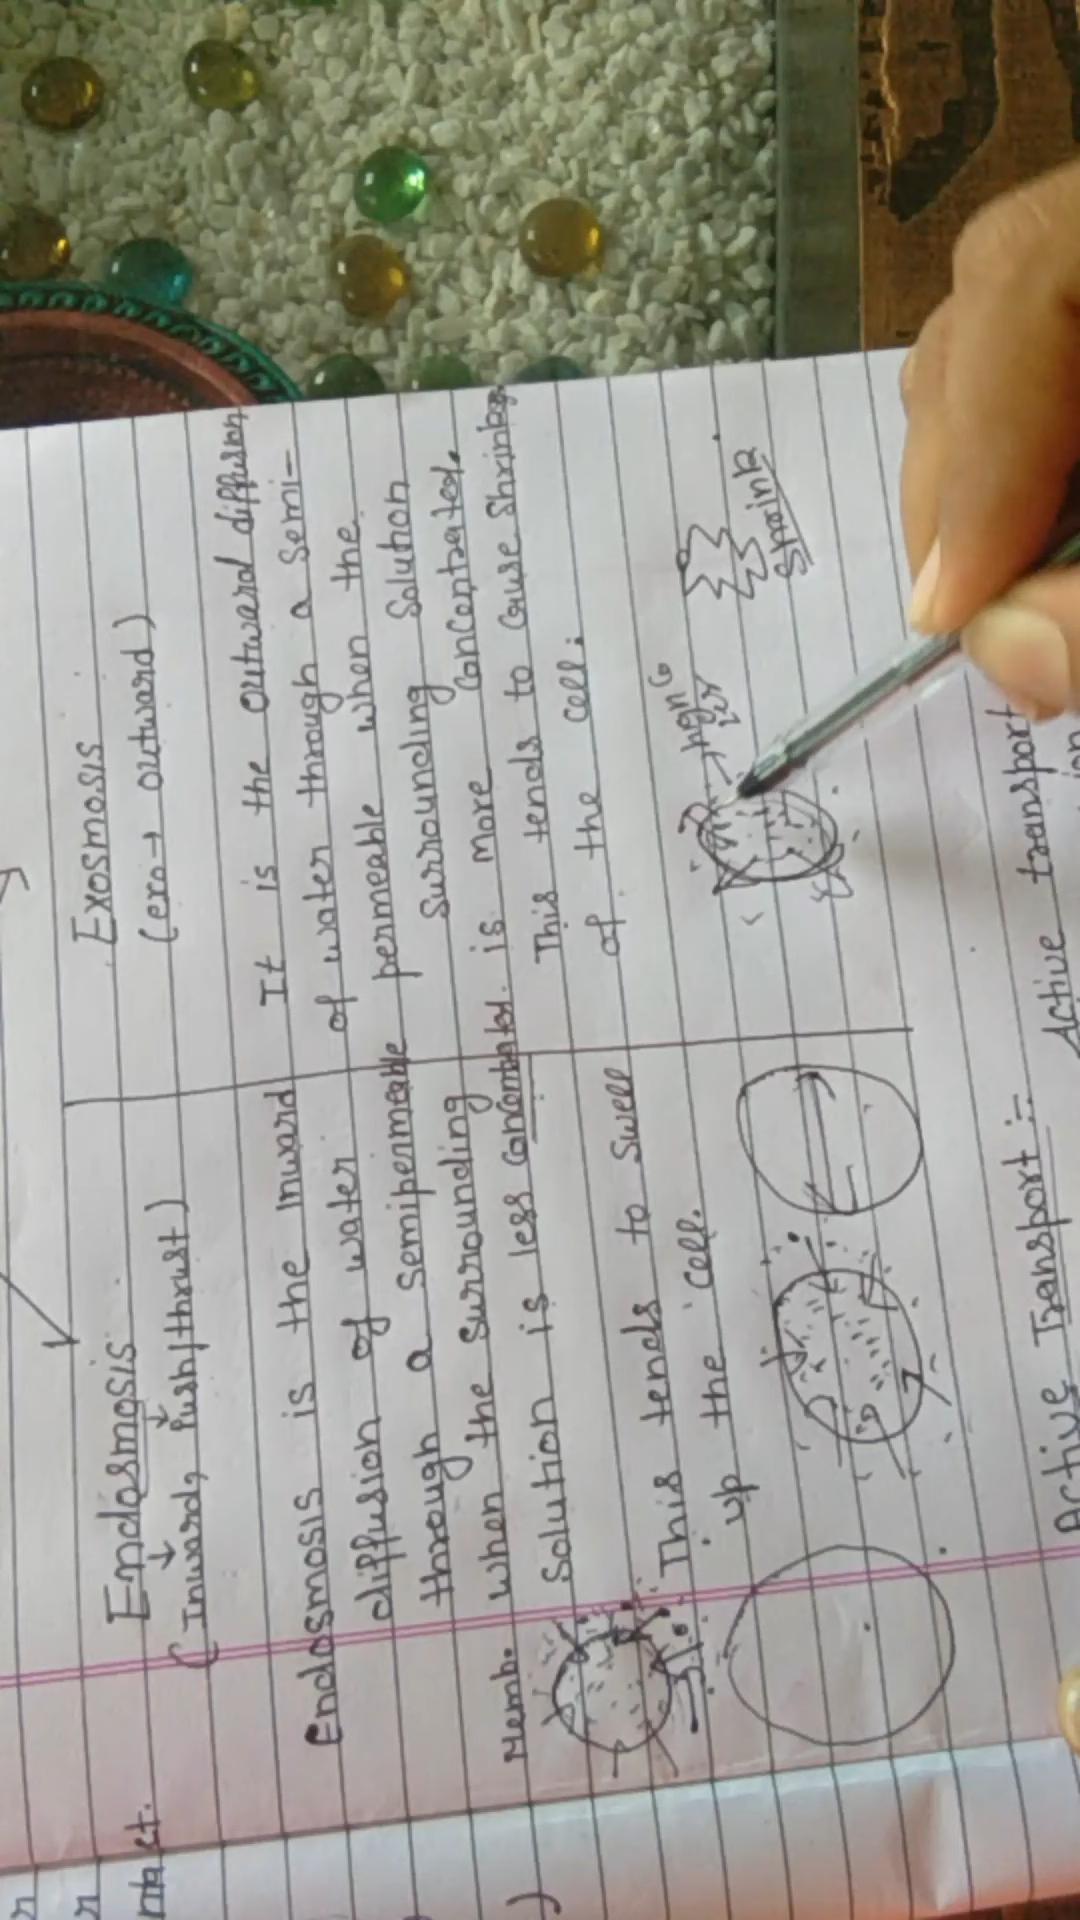 Endosmosis
(Inward, Push/thrust)
Endosmosis is the inward
diffusion of water
through a semipermeable
Memb. when the surrounding
Solution is less concentrated.
This tends to swell
up the cell.
Exosmosis
(exo→ outward)
It is the outward diffusion
of water through a semi-
permeable when the
surrounding solution
is more concentrated.
This tends to cause shrinkage
of the cell.
high
Shrink
Active Transport :- Active transport